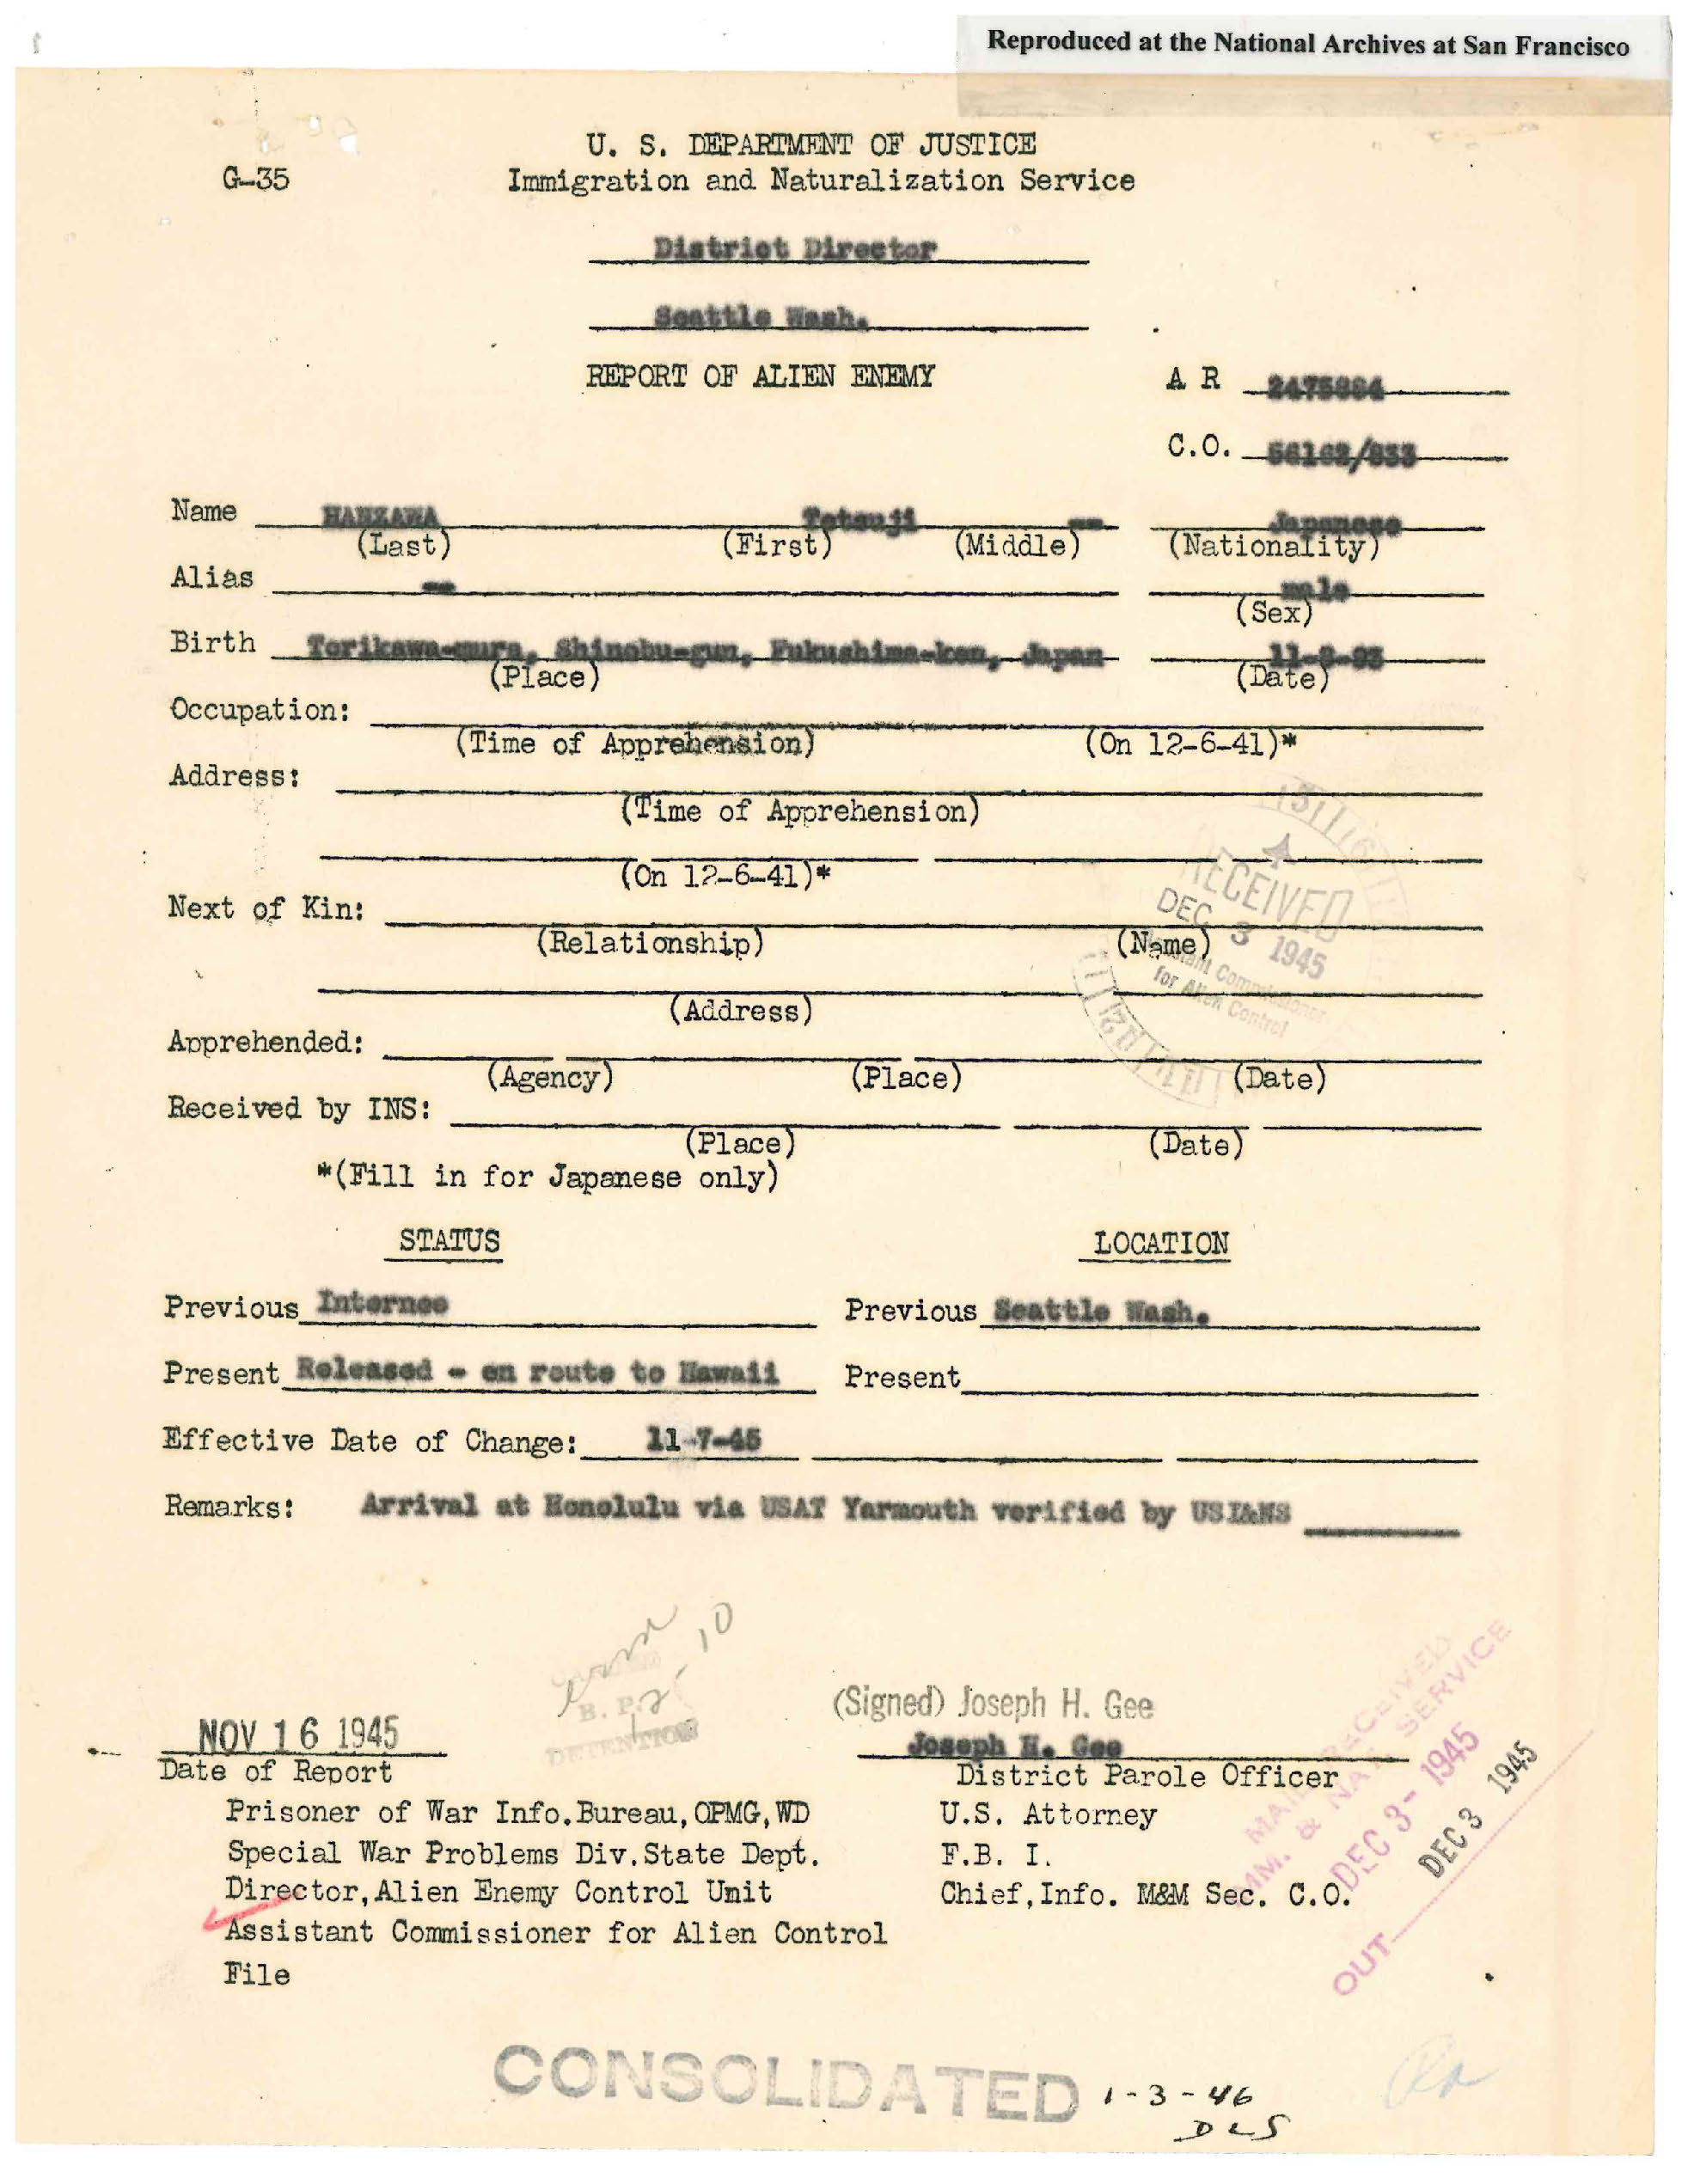 Reproduced at the National Archives at San Francisco
U. S. DEPARTMENT OF JUSTICE
G-35 Immigration and Naturalization Service
District Director
Seattle Wash.
REPORT OF ALIEN ENEMY A R 2475884
C.O. 56162/833
Name HANZAWA Tetsuji -- Japanese
(Last) (First) (Middle) (Nationality)
Alias -- male
(Sex)
Birth Torikawa-mura, Shinobu-gun, Fukushima-ken, Japan 11-8-93
(Place) (Date)
Occupation:
(Time of Apprehension) (On 12-6-41)*
Address:
(Time of Apprehension)
(On 12-6-41)*
RECEIVED
DEC 3 1945
Assistant Commissioner
for Alien Control
Next of Kin:
(Relationship) (Name)
(Address)
Apprehended:
(Agency) (Place) (Date)
Received by INS:
(Place) (Date)
*(Fill in for Japanese only)
STATUS LOCATION
Previous Internee Previous Seattle Wash.
Present Released - en route to Hawaii Present
Effective Date of Change: 11-7-45
Remarks: Arrival at Honolulu via USAT Yarmouth verified by USI&NS
B. P.
DETENTION
12-10
(Signed) Joseph H. Gee
NOV 16 1945 Joseph H. Gee
Date of Report District Parole Officer
Prisoner of War Info.Bureau,OPMG,WD U.S. Attorney
Special War Problems Div.State Dept. F.B. I.
Director,Alien Enemy Control Unit Chief,Info. M&M Sec. C.O.
Assistant Commissioner for Alien Control
File
MAIL RECEIVED
IMM. & NAT. SERVICE
DEC 3- 1945
DEC 3 1945
OUT
CONSOLIDATED 1-3-46
DLS